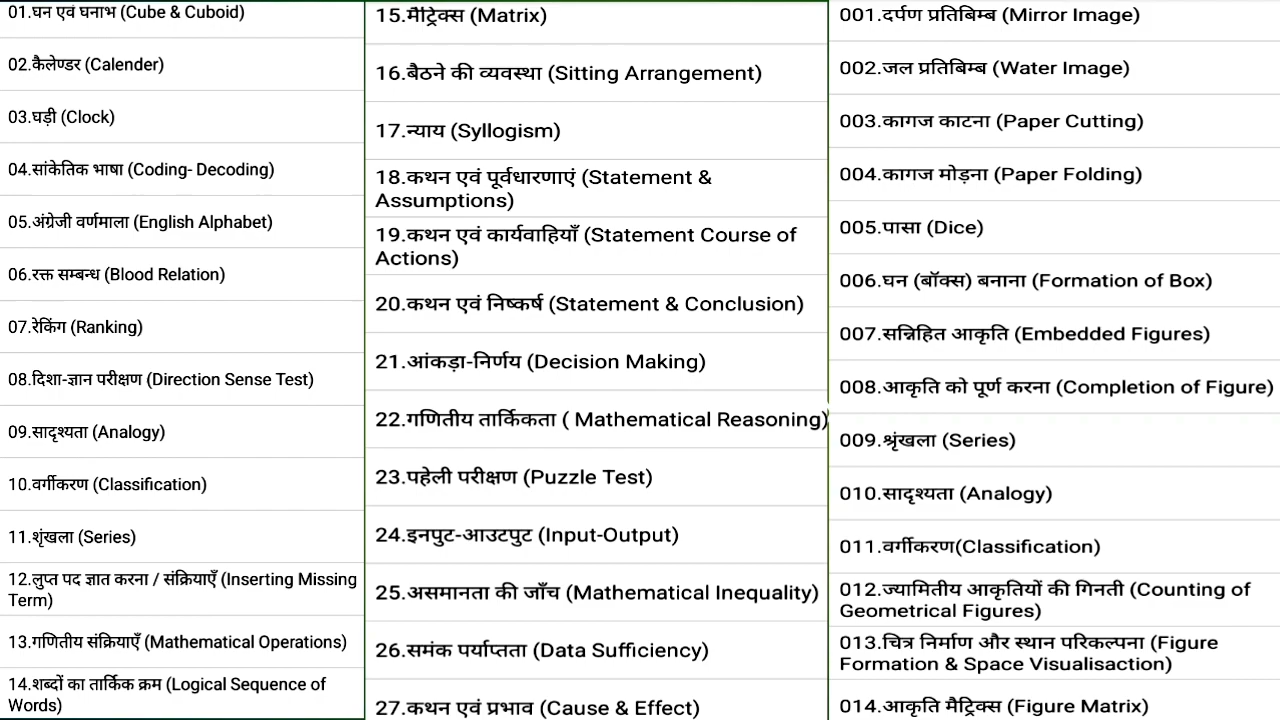 01.घन एवं घनाभ (Cube & Cuboid)
02.कैलेण्डर (Calender)
03.घड़ी (Clock)
04.सांकेतिक भाषा (Coding- Decoding)
05.अंग्रेजी वर्णमाला (English Alphabet)
06.रक्त सम्बन्ध (Blood Relation)
07.रेकिंग (Ranking)
08.दिशा-ज्ञान परीक्षण (Direction Sense Test)
09.सादृश्यता (Analogy)
10.वर्गीकरण (Classification)
11.शृंखला (Series)
12.लुप्त पद ज्ञात करना / संक्रियाएँ (Inserting Missing
Term)
13.गणितीय संक्रियाएँ (Mathematical Operations)
14.शब्दों का तार्किक क्रम (Logical Sequence of
Words)
15.मैट्रिक्स (Matrix)
16.बैठने की व्यवस्था (Sitting Arrangement)
17.न्याय (Syllogism)
18.कथन एवं पूर्वधारणाएं (Statement &
Assumptions)
19.कथन एवं कार्यवाहियाँ (Statement Course of
Actions)
20.कथन एवं निष्कर्ष (Statement & Conclusion)
21.आंकड़ा-निर्णय (Decision Making)
22.गणितीय तार्किकता ( Mathematical Reasoning)
23.पहेली परीक्षण (Puzzle Test)
24.इनपुट-आउटपुट (Input-Output)
25.असमानता की जाँच (Mathematical Inequality)
26.समंक पर्याप्तता (Data Sufficiency)
27.कथन एवं प्रभाव (Cause & Effect)
001.दर्पण प्रतिबिम्ब (Mirror Image)
002.जल प्रतिबिम्ब (Water Image)
003.कागज काटना (Paper Cutting)
004.कागज मोड़ना (Paper Folding)
005.पासा (Dice)
006.घन (बॉक्स) बनाना (Formation of Box)
007.सन्निहित आकृति (Embedded Figures)
008.आकृति को पूर्ण करना (Completion of Figure)
009.श्रृंखला (Series)
010.सादृश्यता (Analogy)
011.वर्गीकरण(Classification)
012.ज्यामितीय आकृतियों की गिनती (Counting of
Geometrical Figures)
013.चित्र निर्माण और स्थान परिकल्पना (Figure
Formation & Space Visualisaction)
014.आकृति मैट्रिक्स (Figure Matrix)